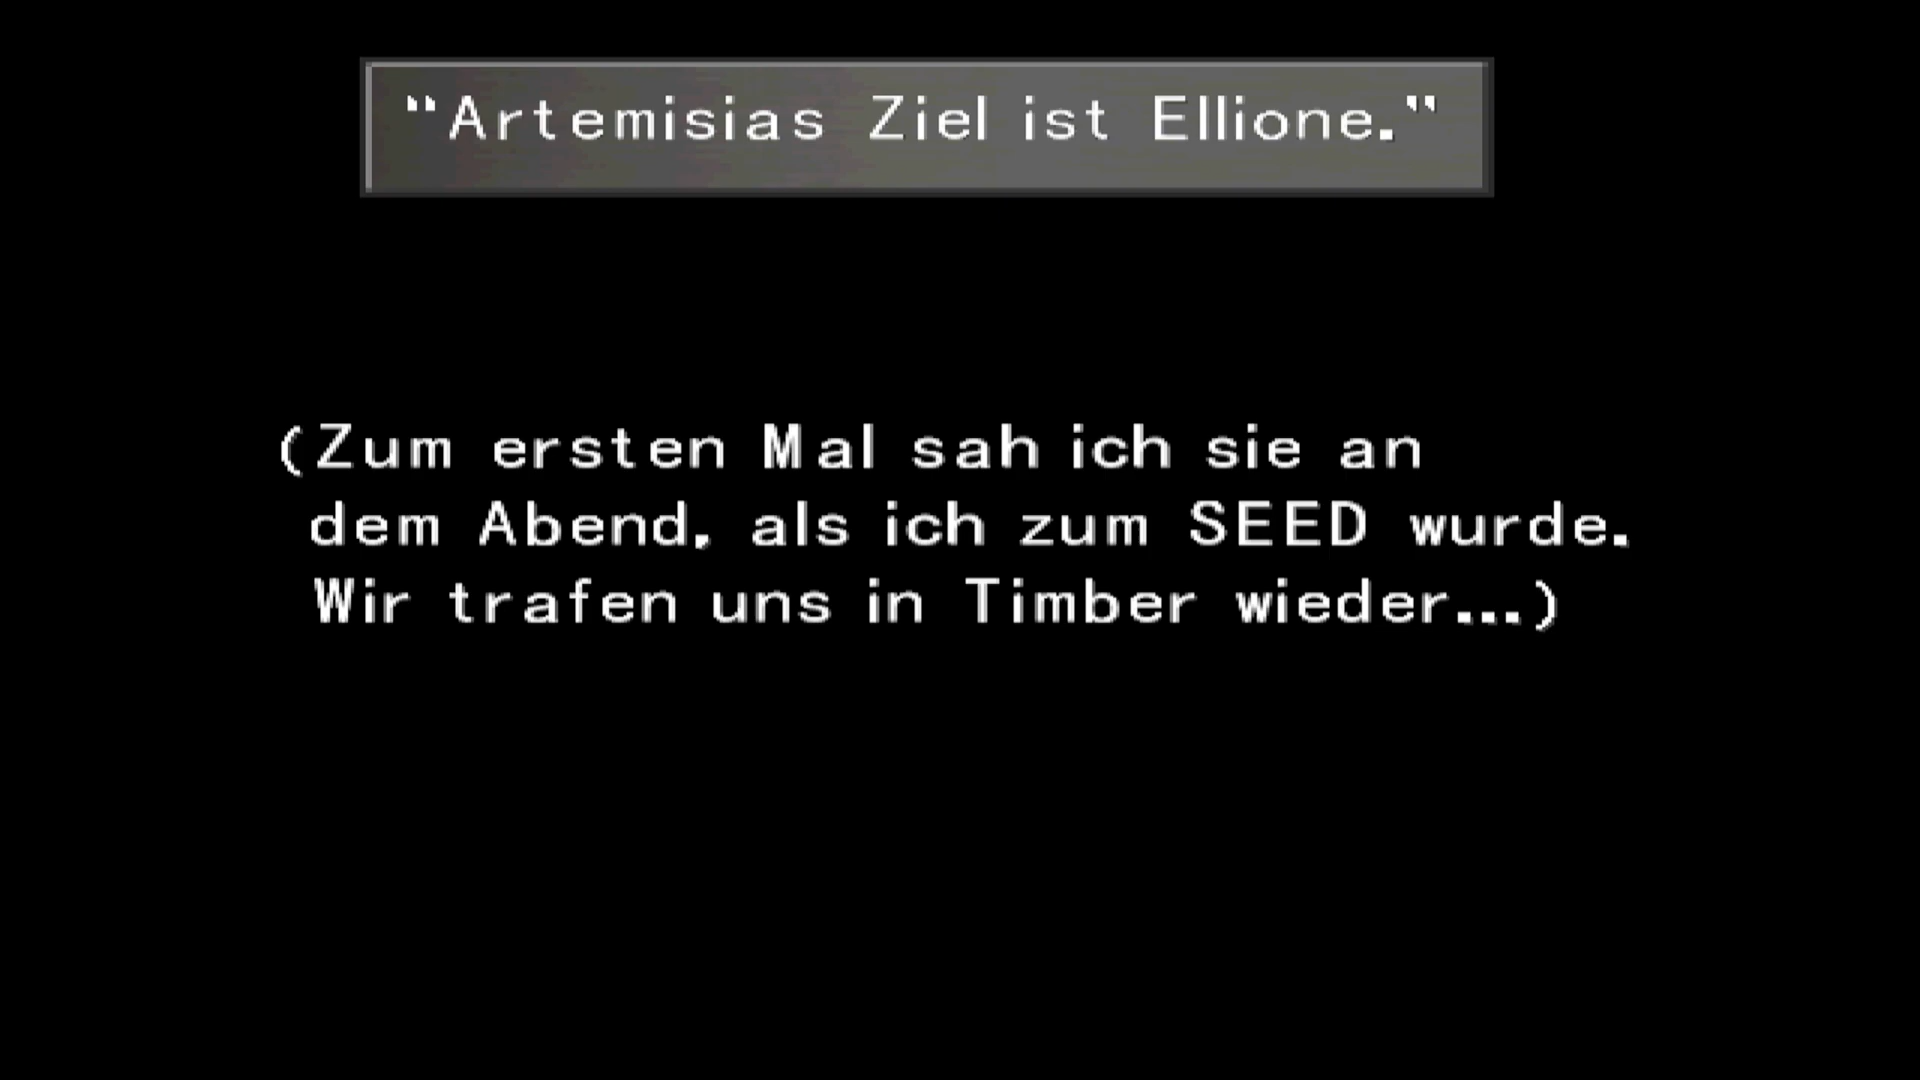 "Artemisias Ziel ist Ellione."
(Zum ersten Mal sah ich sie an
dem Abend, als ich zum SEED wurde.
Wir trafen uns in Timber wieder...)